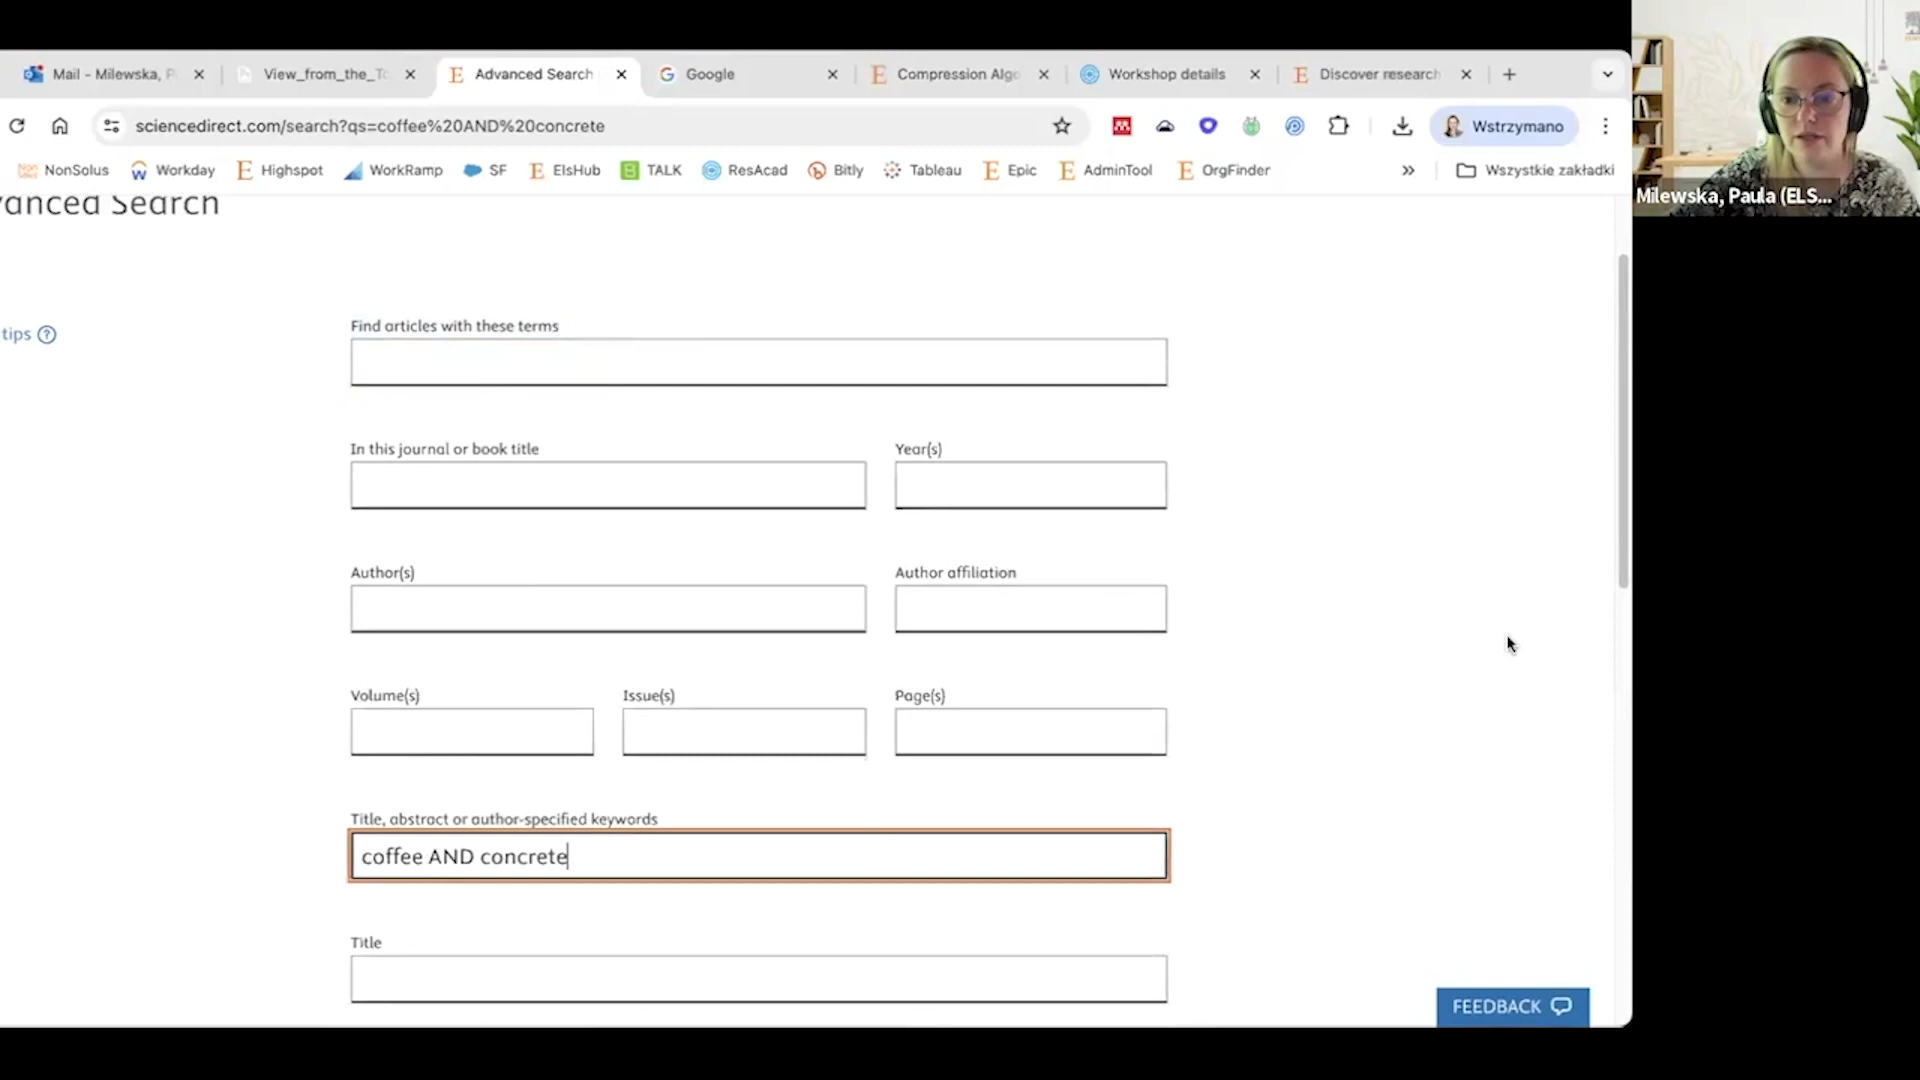 Mail - Milewska, P
View_from_the_To
Advanced Search
Google
Compression Algo
Workshop details
Discover research
sciencedirect.com/search?qs=coffee%20AND%20concrete
Wstrzymano
NonSolus
Workday
Highspot
WorkRamp
SF
ElsHub
TALK
ResAcad
Bitly
Tableau
Epic
AdminTool
OrgFinder
Wszystkie zakładki
Milewska, Paula (ELS...
vanced Search
tips
Find articles with these terms
In this journal or book title
Year(s)
Author(s)
Author affiliation
Volume(s)
Issue(s)
Page(s)
Title, abstract or author-specified keywords
coffee AND concrete
Title
FEEDBACK